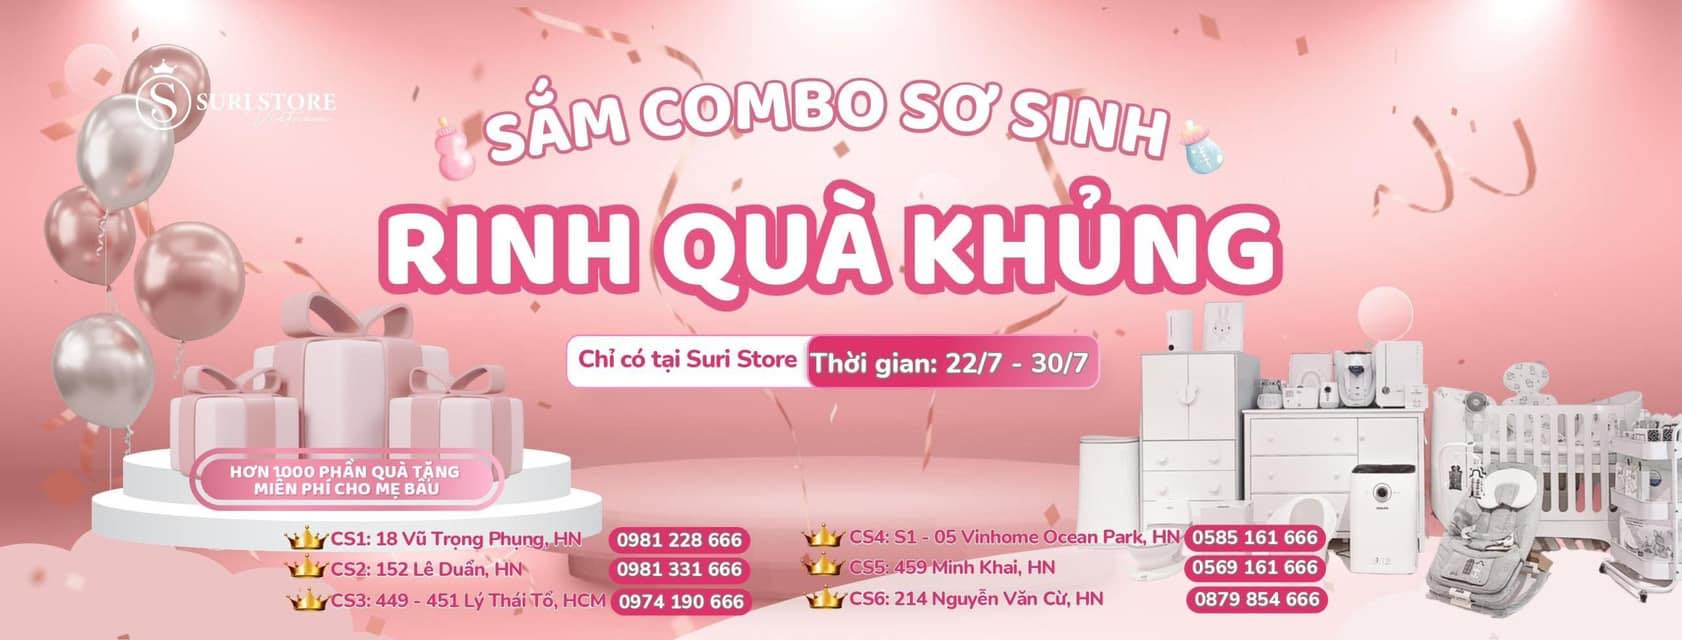 S
SURI STORE
SẮM COMBO SƠ SINH
RINH QUÀ KHỦNG
Chỉ có tại Suri Store
Thời gian: 22/7 - 30/7
HƠN 1000 PHẦN QUÀ TẶNG
MIỄN PHÍ CHO MẸ BẦU
CS1: 18 Vũ Trọng Phụng, HN 0981 228 666
CS2: 152 Lê Duẩn, HN 0981 331 666
CS3: 449 - 451 Lý Thái Tổ, HCM 0974 190 666
CS4: S1 - 05 Vinhome Ocean Park, HN 0585 161 666
CS5: 459 Minh Khai, HN 0569 161 666
CS6: 214 Nguyễn Văn Cừ, HN 0879 854 666